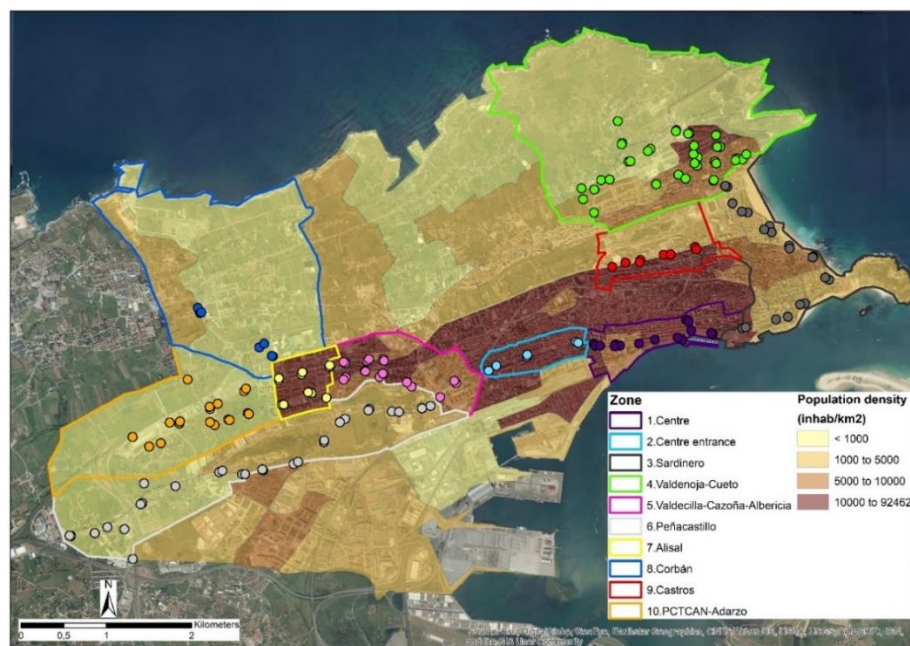 Zone
1.Centre
2.Centre entrance
3.Sardinero
4.Valdenoja-Cueto
5.Valdecilla-Cazoña-Albericia
6.Peñacastillo
7.Alisal
8.Corbán
9.Castros
10.PCTCAN-Adarzo
Population density
(inhab/km2)
< 1000
1000 to 5000
5000 to 10000
10000 to 92462
N
Kilometers
0 0,5 1 2